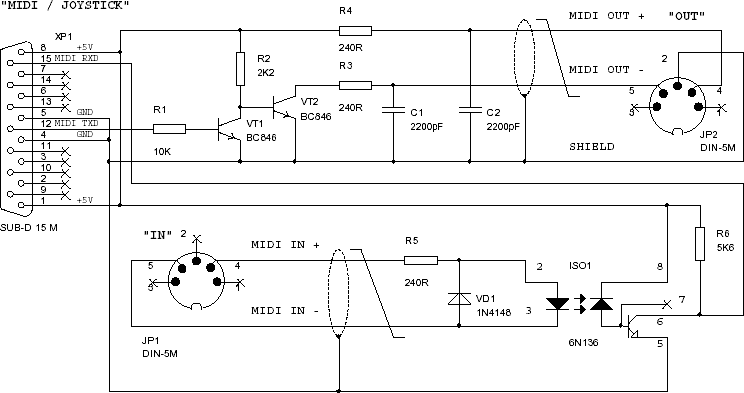 "MIDI / JOYSTICK"
XP1
8 +5V
15 MIDI RXD
7
14
6
13
5 GND
12 MIDI TXD
4 GND
11
3
10
2
9
1 +5V
SUB-D 15 M
R1
10K
R2
2K2
VT1
BC846
VT2
BC846
R4
240R
R3
240R
C1
2200pF
C2
2200pF
MIDI OUT +
"OUT"
MIDI OUT -
SHIELD
2
5
4
3
1
JP2
DIN-5M
"IN"
2
5
4
3
1
JP1
DIN-5M
MIDI IN +
MIDI IN -
R5
240R
VD1
1N4148
ISO1
2
3
8
7
6
5
6N136
R6
5K6